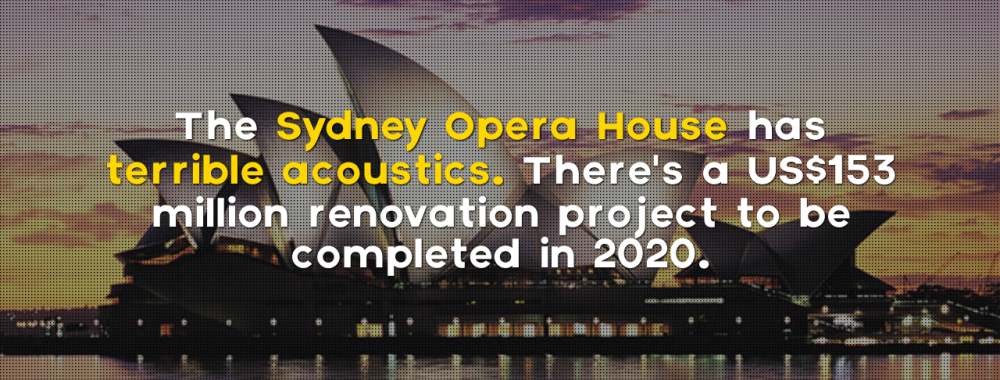 The Sydney Opera House has
terrible acoustics. There's a US$153
million renovation project to be
completed in 2020.